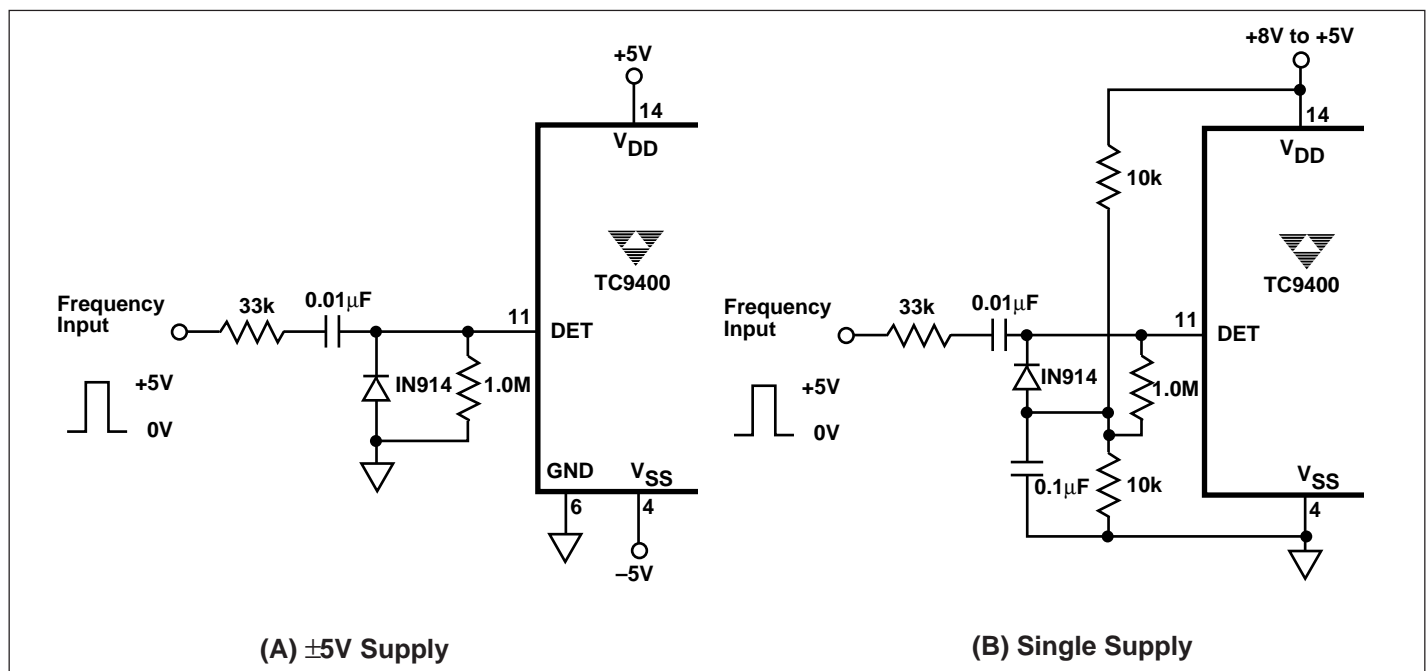 +5V
14
VDD
TC9400
Frequency
Input
33k
0.01μF
11
DET
+5V
0V
IN914
1.0M
GND
VSS
6
4
–5V
(A) ±5V Supply
+8V to +5V
14
VDD
10k
TC9400
Frequency
Input
33k
0.01μF
11
DET
+5V
0V
IN914
1.0M
0.1μF
10k
VSS
4
(B) Single Supply